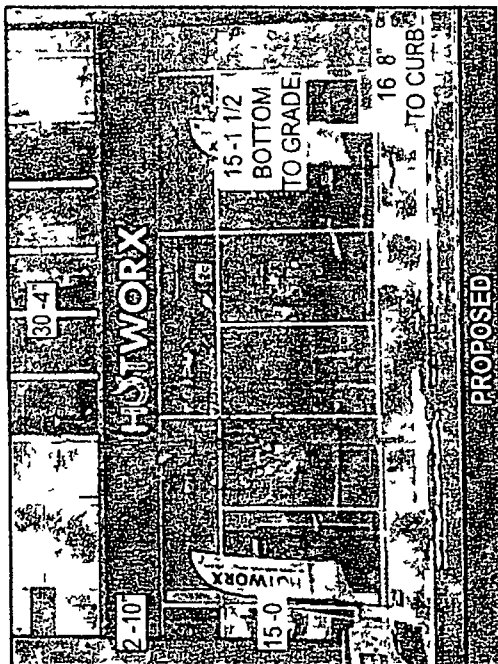 30'-4"
2'-10"
HOTWORX
15'-0
HOTWORX
15'-1 1/2
BOTTOM
TO GRADE
16' 8"
TO CURB
PROPOSED